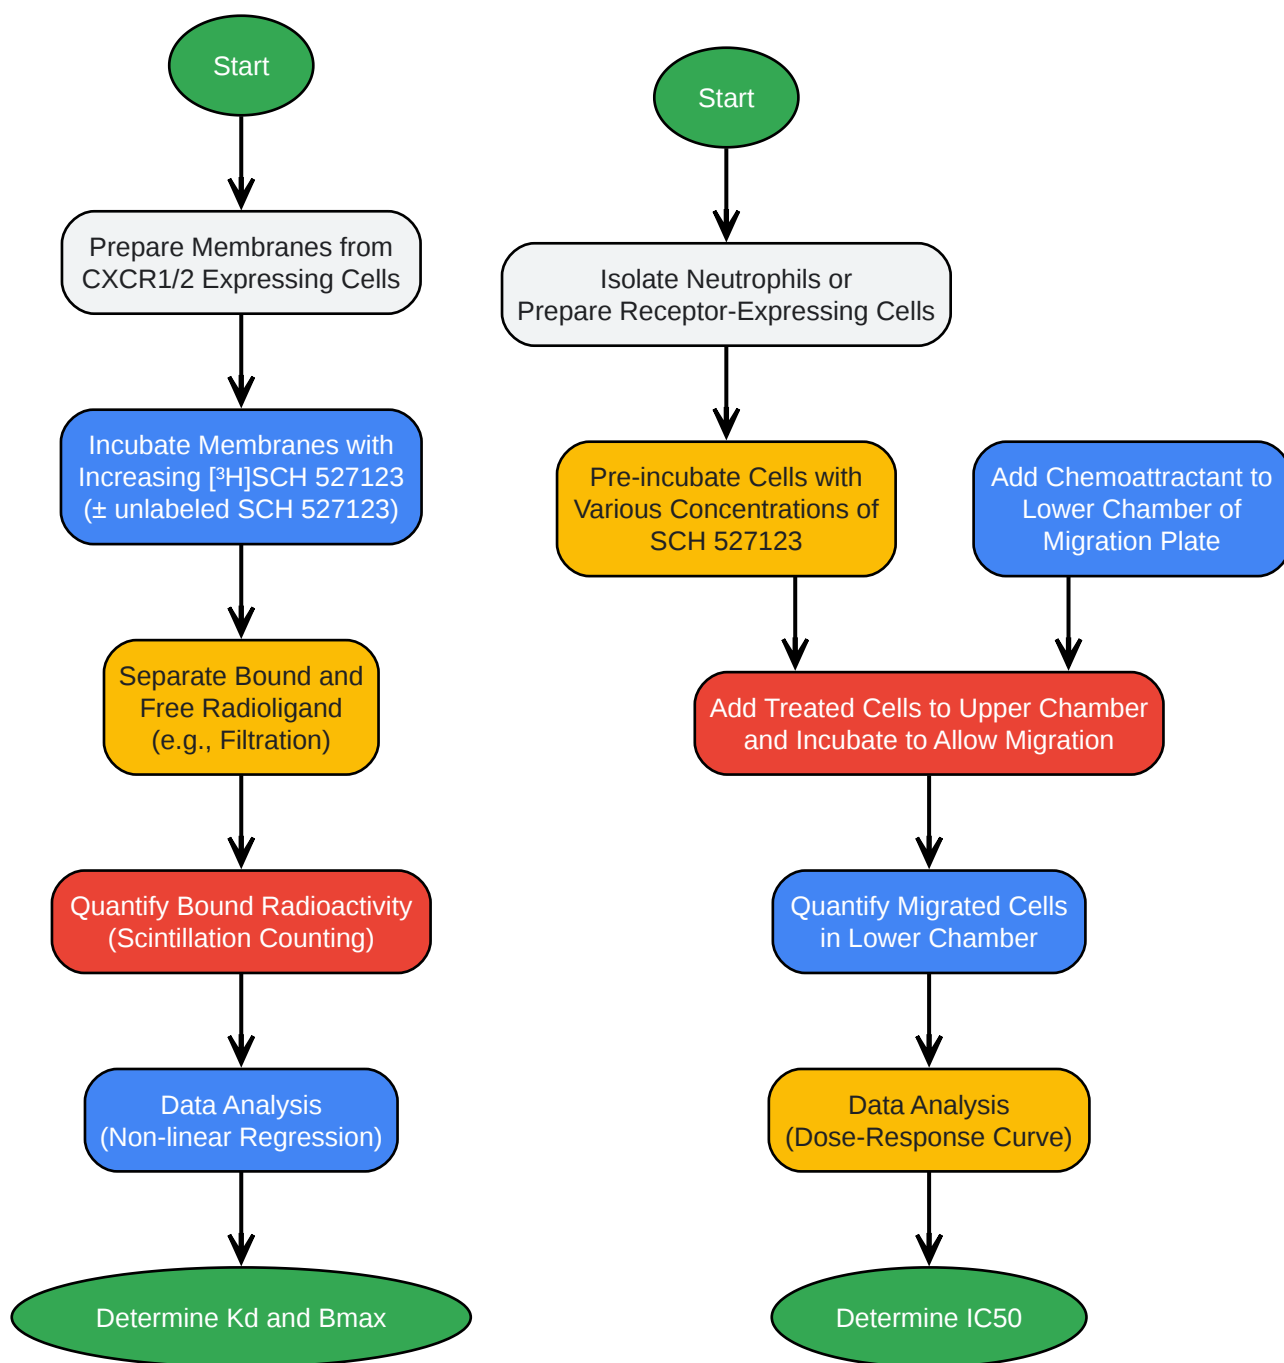 Start
Prepare Membranes from
CXCR1/2 Expressing Cells
Incubate Membranes with
Increasing [³H]SCH 527123
(± unlabeled SCH 527123)
Separate Bound and
Free Radioligand
(e.g., Filtration)
Quantify Bound Radioactivity
(Scintillation Counting)
Data Analysis
(Non-linear Regression)
Determine Kd and Bmax
Start
Isolate Neutrophils or
Prepare Receptor-Expressing Cells
Pre-incubate Cells with
Various Concentrations of
SCH 527123
Add Chemoattractant to
Lower Chamber of
Migration Plate
Add Treated Cells to Upper Chamber
and Incubate to Allow Migration
Quantify Migrated Cells
in Lower Chamber
Data Analysis
(Dose-Response Curve)
Determine IC50